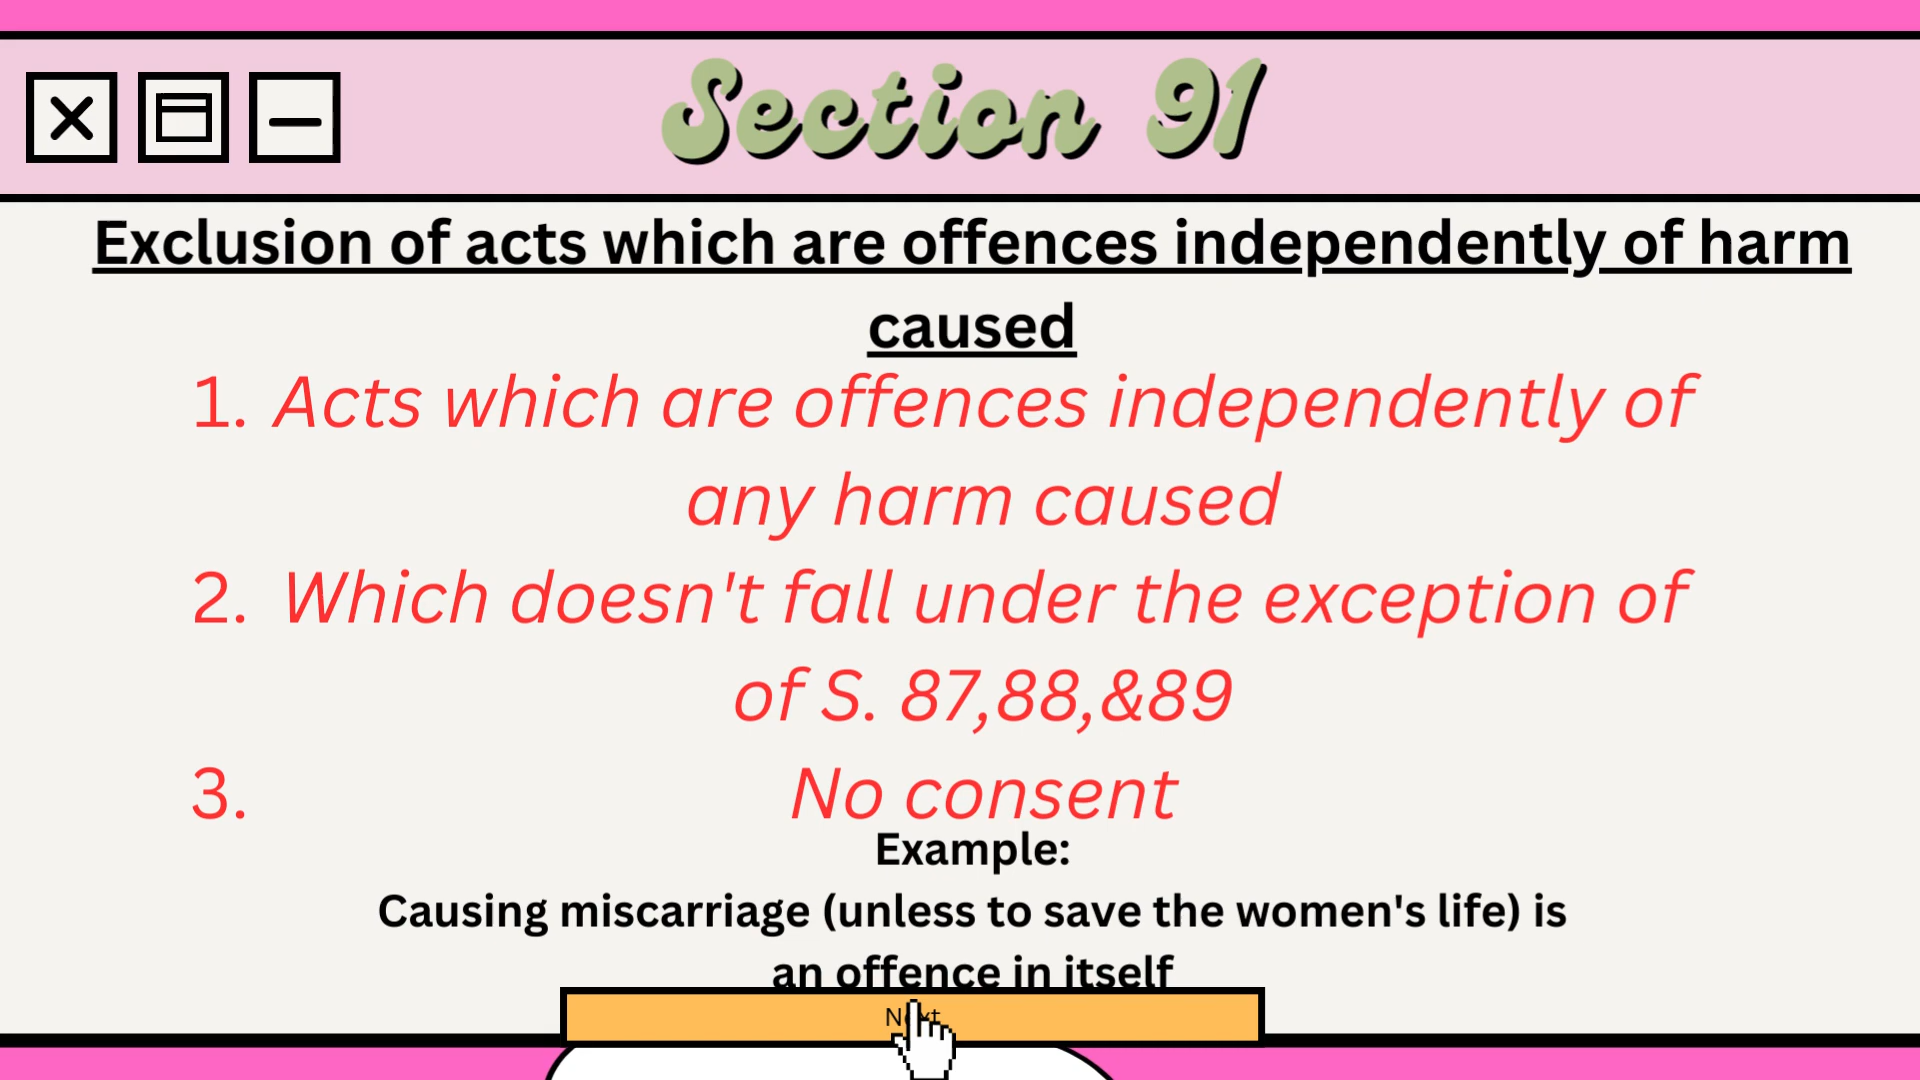 Section 91
Exclusion of acts which are offences independently of harm
caused
1. Acts which are offences independently of
any harm caused
2. Which doesn't fall under the exception of
of S. 87,88,&89
3. No consent
Example:
Causing miscarriage (unless to save the women's life) is
an offence in itself
Next